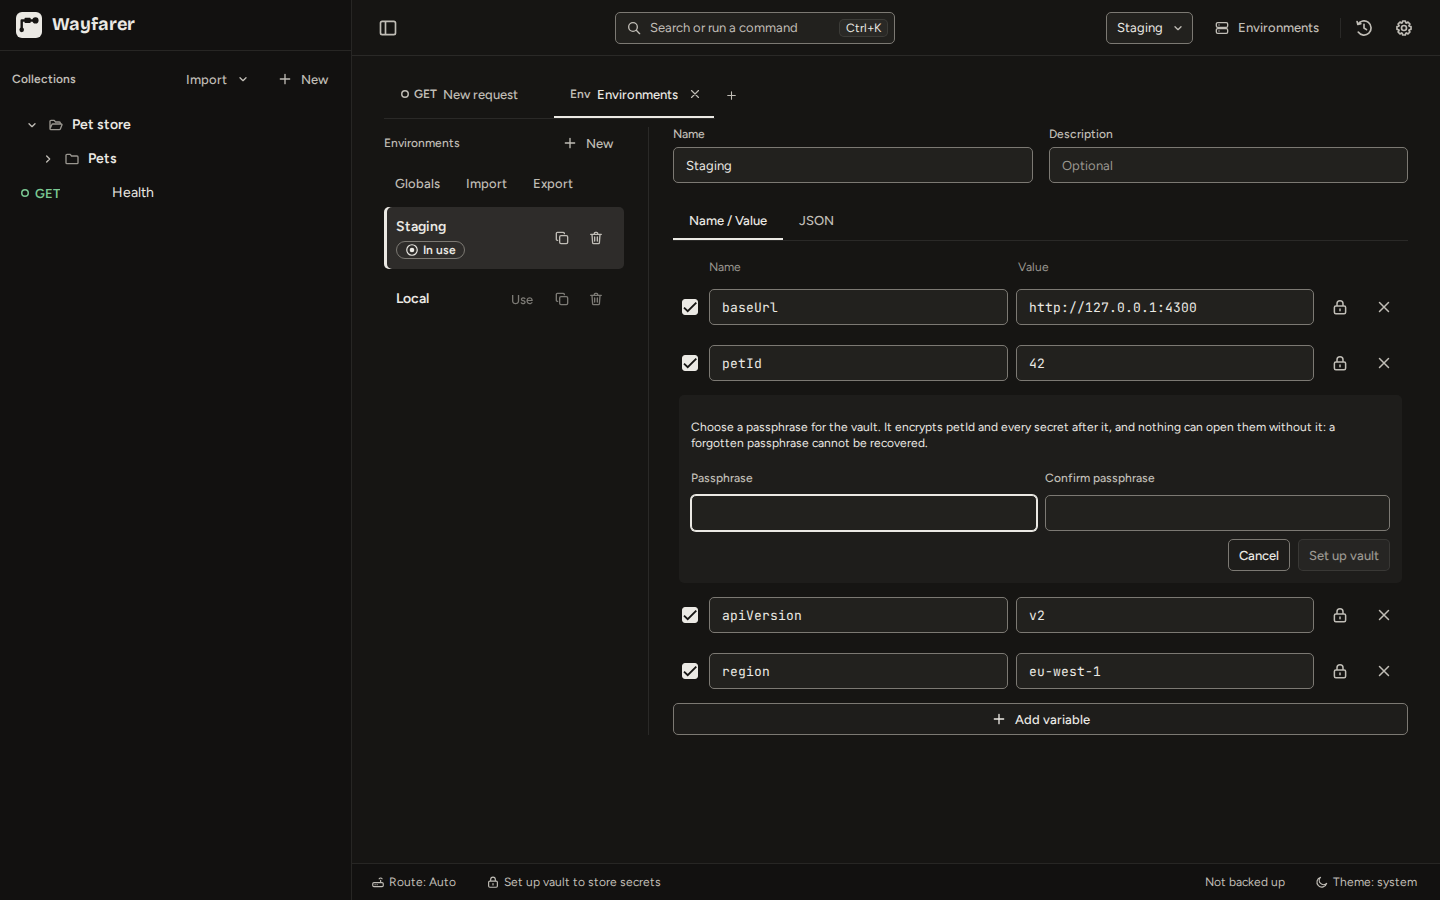 Wayfarer
Search or run a command
Ctrl+K
Staging
Environments
Collections
Import
New
Pet store
Pets
GET
Health
GET New request
Env Environments
Environments
New
Globals
Import
Export
Staging
In use
Local
Use
Name
Description
Staging
Optional
Name / Value
JSON
Name
Value
baseUrl
http://127.0.0.1:4300
petId
42
Choose a passphrase for the vault. It encrypts petId and every secret after it, and nothing can open them without it: a
forgotten passphrase cannot be recovered.
Passphrase
Confirm passphrase
Cancel
Set up vault
apiVersion
v2
region
eu-west-1
Add variable
Route: Auto
Set up vault to store secrets
Not backed up
Theme: system